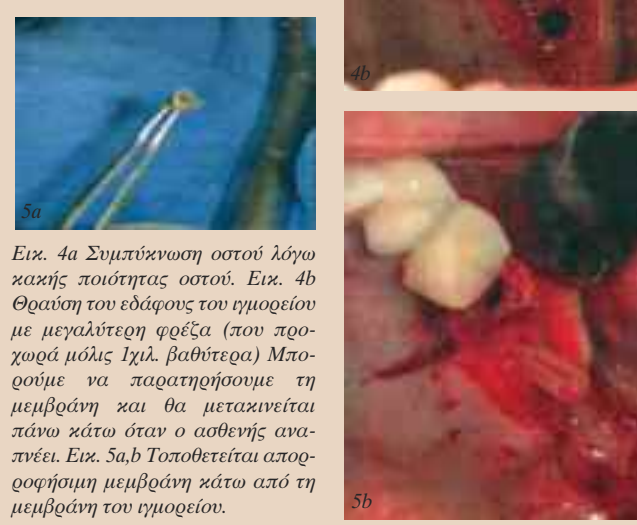 5a
Εικ. 4a Συμπύκνωση οστού λόγω
κακής ποιότητας οστού. Εικ. 4b
Θραύση του εδάφους του ιγμορείου
με μεγαλύτερη φρέζα (που προ-
χωρά μόλις 1χιλ. βαθύτερα) Μπο-
ρούμε να παρατηρήσουμε τη
μεμβράνη και θα μετακινείται
πάνω κάτω όταν ο ασθενής ανα-
πνέει. Εικ. 5a,b Τοποθετείται απορ-
ροφήσιμη μεμβράνη κάτω από τη
μεμβράνη του ιγμορείου.
4b
5b